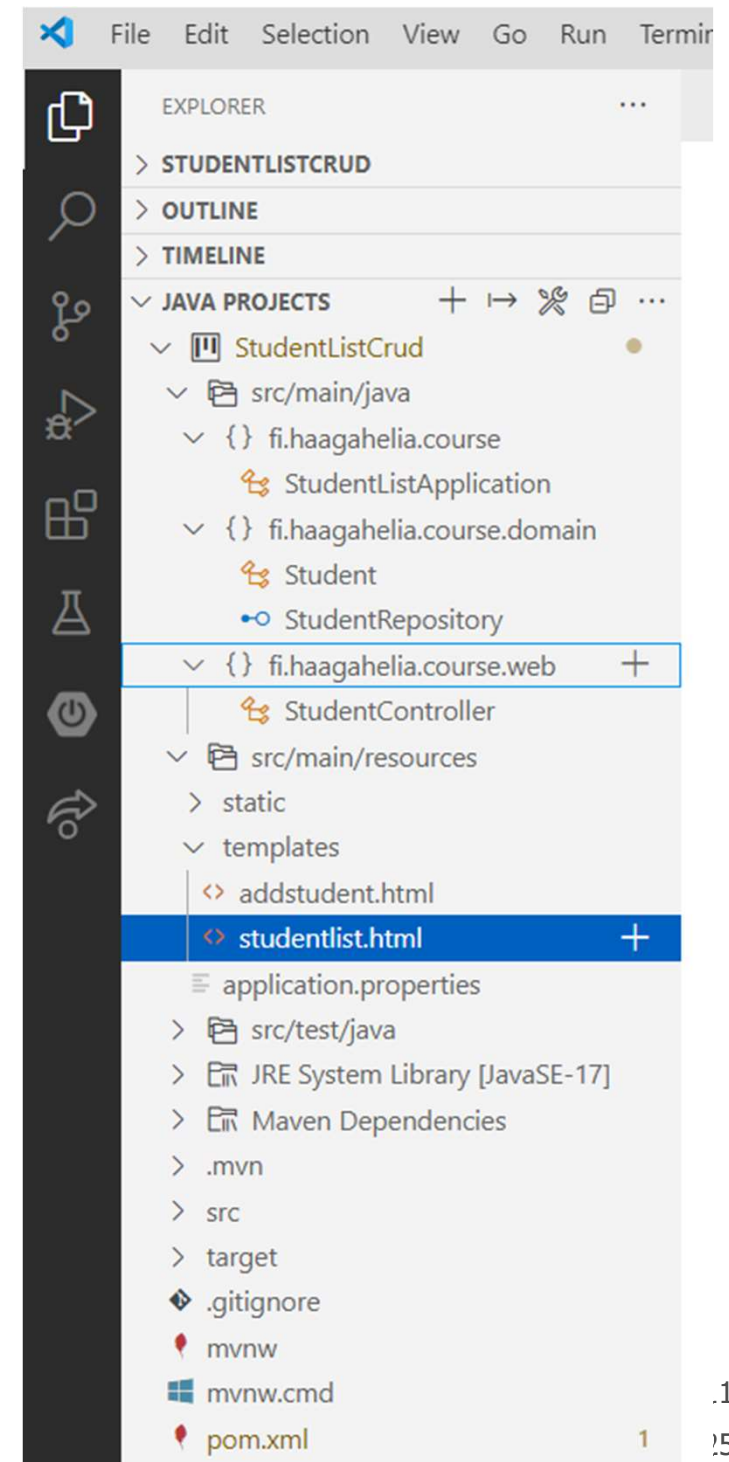 File Edit Selection View Go Run Termin
EXPLORER ...
STUDENTLISTCRUD
OUTLINE
TIMELINE
JAVA PROJECTS
StudentListCrud
src/main/java
{} fi.haagahelia.course
StudentListApplication
{} fi.haagahelia.course.domain
Student
StudentRepository
{} fi.haagahelia.course.web
StudentController
src/main/resources
static
templates
<> addstudent.html
<> studentlist.html
application.properties
src/test/java
JRE System Library [JavaSE-17]
Maven Dependencies
.mvn
src
target
.gitignore
mvnw
mvnw.cmd
pom.xml 1